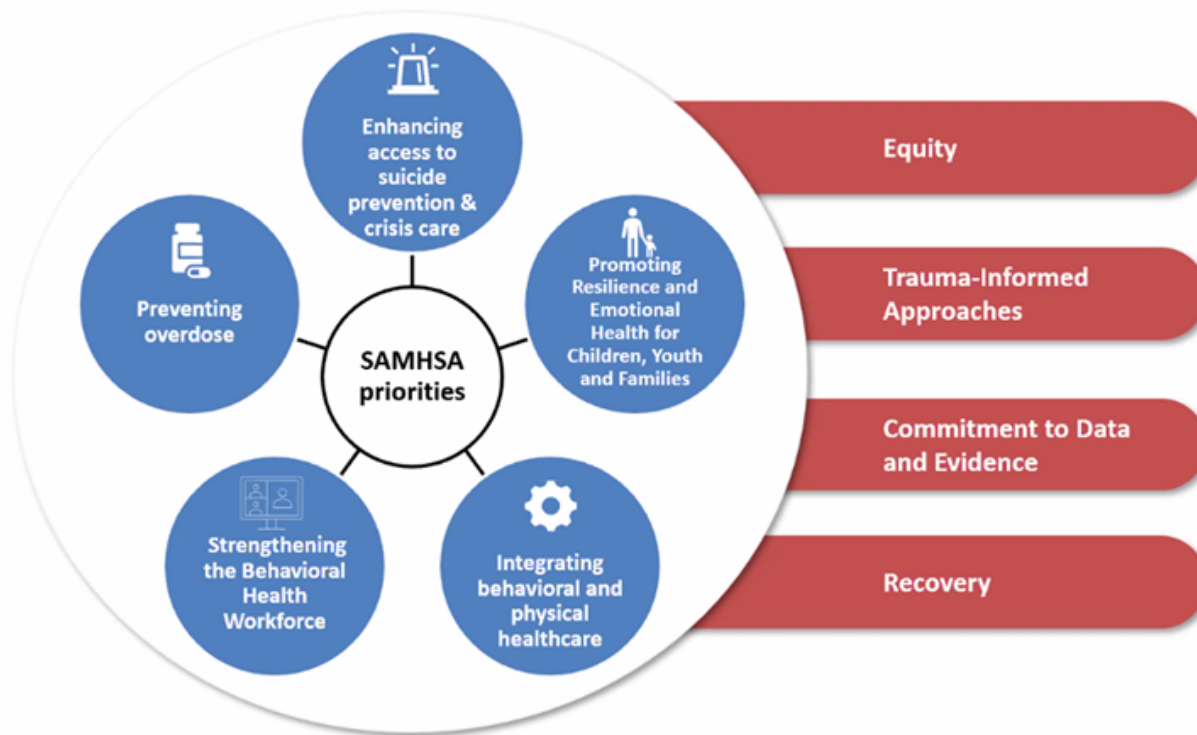 Enhancing
access to
suicide
prevention &
crisis care
Promoting
Resilience and
Emotional
Health for
Children, Youth
and Families
Preventing
overdose
SAMHSA
priorities
Strengthening
the Behavioral
Health
Workforce
Integrating
behavioral and
physical
healthcare
Equity
Trauma-Informed
Approaches
Commitment to Data
and Evidence
Recovery